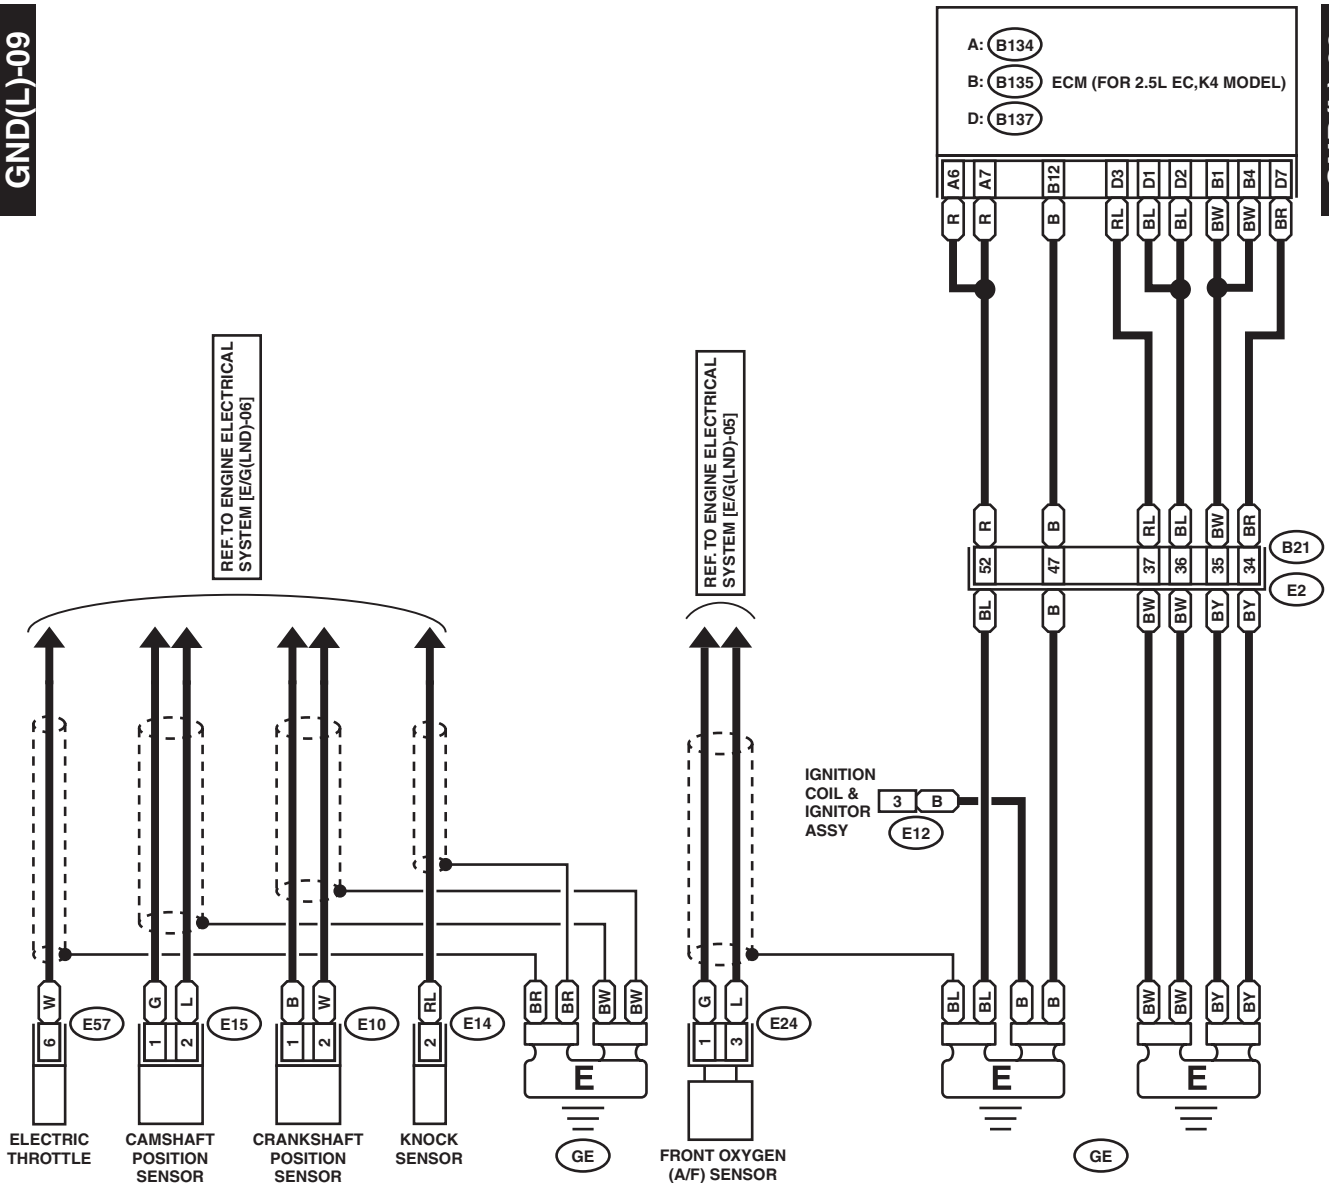 GND(L)-09
A: B134
B: B135 ECM (FOR 2.5L EC,K4 MODEL)
D: B137
A6 A7 B12 D3 D1 D2 B1 B4 D7
R R B RL BL BL BW BW BR
REF. TO ENGINE ELECTRICAL
SYSTEM [E/G(LND)-06]
REF. TO ENGINE ELECTRICAL
SYSTEM [E/G(LND)-05]
R B RL BL BW BR
B21
52 47 37 36 35 34
E2
BL B BW BW BY BY
IGNITION
COIL &
IGNITOR
ASSY
3 B
E12
W G L B W RL BR BR BW BW G L BL BL B B BW BW BY BY
6 E57 1 2 E15 1 2 E10 2 E14 1 3 E24
E E E
ELECTRIC
THROTTLE
CAMSHAFT
POSITION
SENSOR
CRANKSHAFT
POSITION
SENSOR
KNOCK
SENSOR
GE
FRONT OXYGEN
(A/F) SENSOR
GE